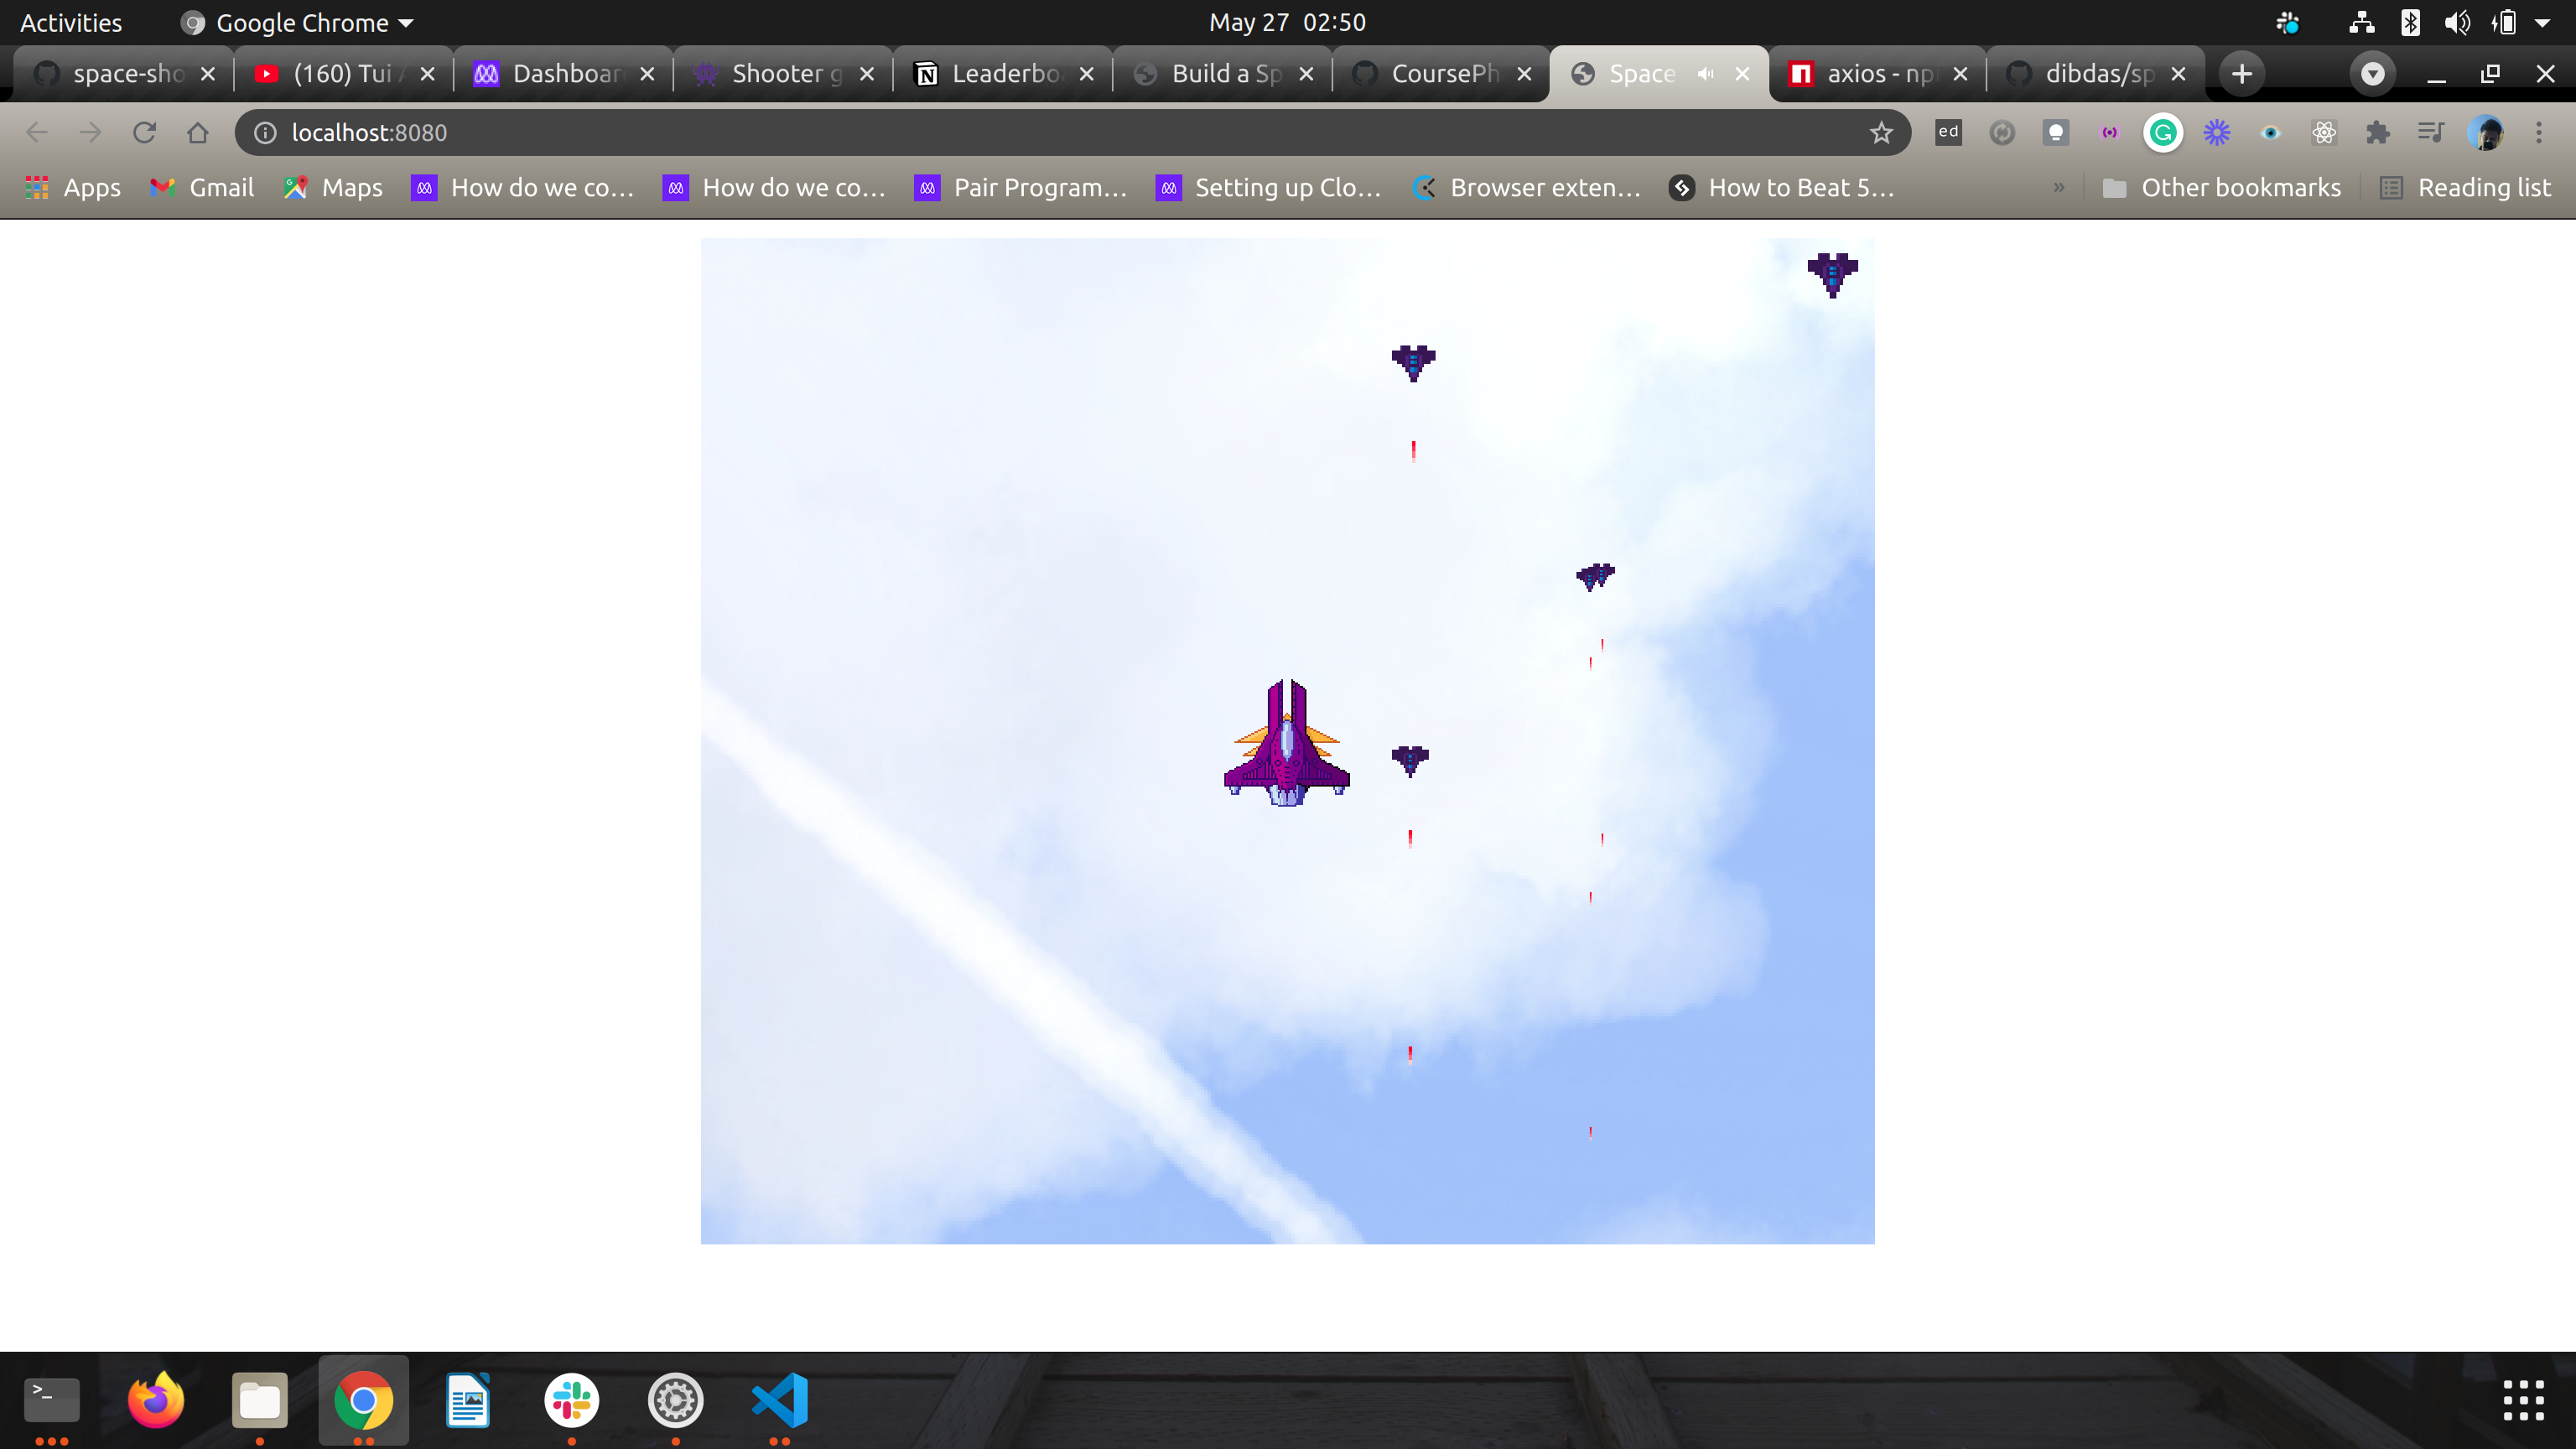 Activities Google Chrome May 27 02:50
space-sho (160) Tui Dashboar Shooter g Leaderbo Build a Sp CoursePh Space axios - np dibdas/sp
localhost:8080 ed
Apps Gmail Maps How do we co... How do we co... Pair Program... Setting up Clo... Browser exten... How to Beat 5... » Other bookmarks Reading list